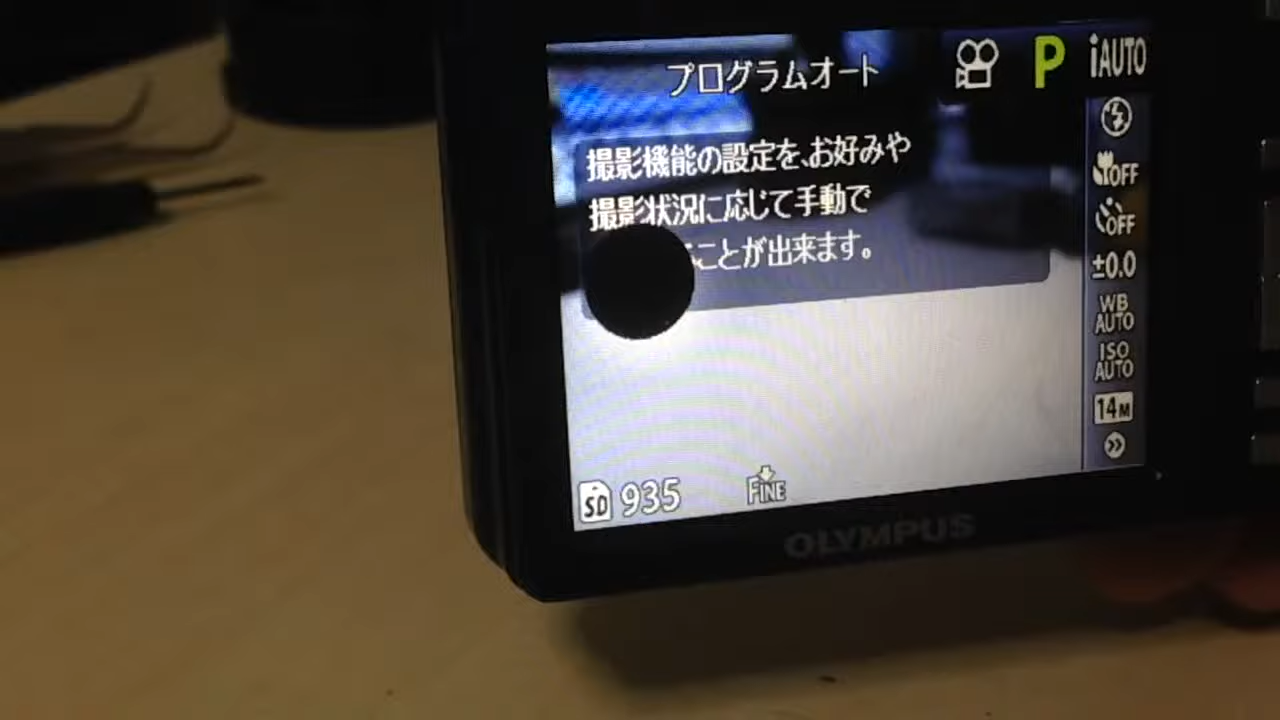 プログラムオート P iAUTO
撮影機能の設定を、お好みや
撮影状況に応じて手動で
ことが出来ます。
OFF
OFF
±0.0
WB
AUTO
ISO
AUTO
14M
SD 935 FINE
OLYMPUS